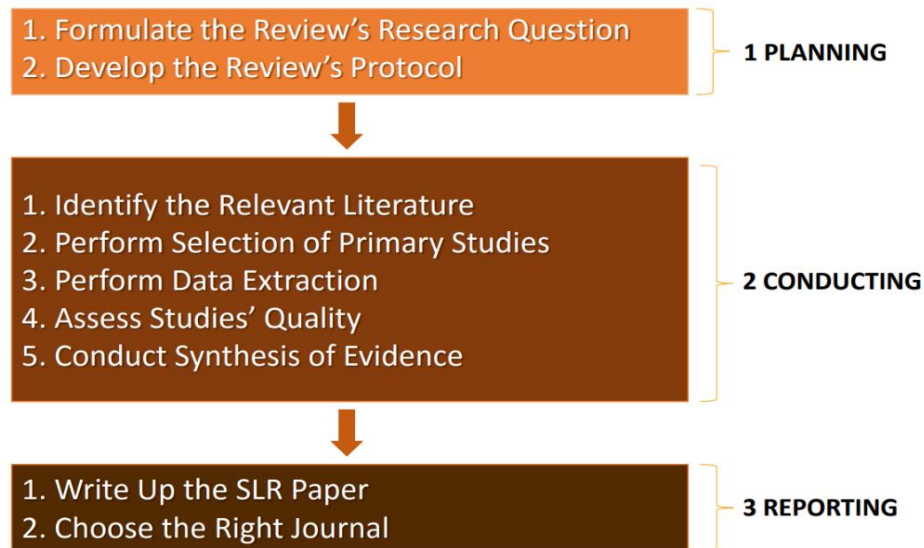 1. Formulate the Review’s Research Question
2. Develop the Review’s Protocol
1 PLANNING
1. Identify the Relevant Literature
2. Perform Selection of Primary Studies
3. Perform Data Extraction
4. Assess Studies’ Quality
5. Conduct Synthesis of Evidence
2 CONDUCTING
1. Write Up the SLR Paper
2. Choose the Right Journal
3 REPORTING